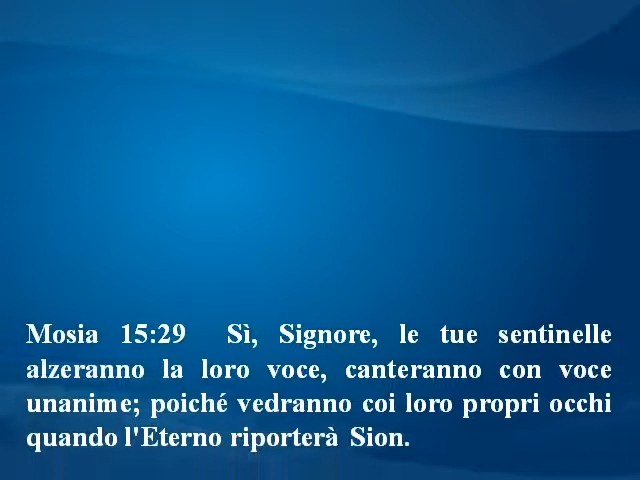 Mosia 15:29 Sì, Signore, le tue sentinelle
alzeranno la loro voce, canteranno con voce
unanime; poiché vedranno coi loro propri occhi
quando l'Eterno riporterà Sion.